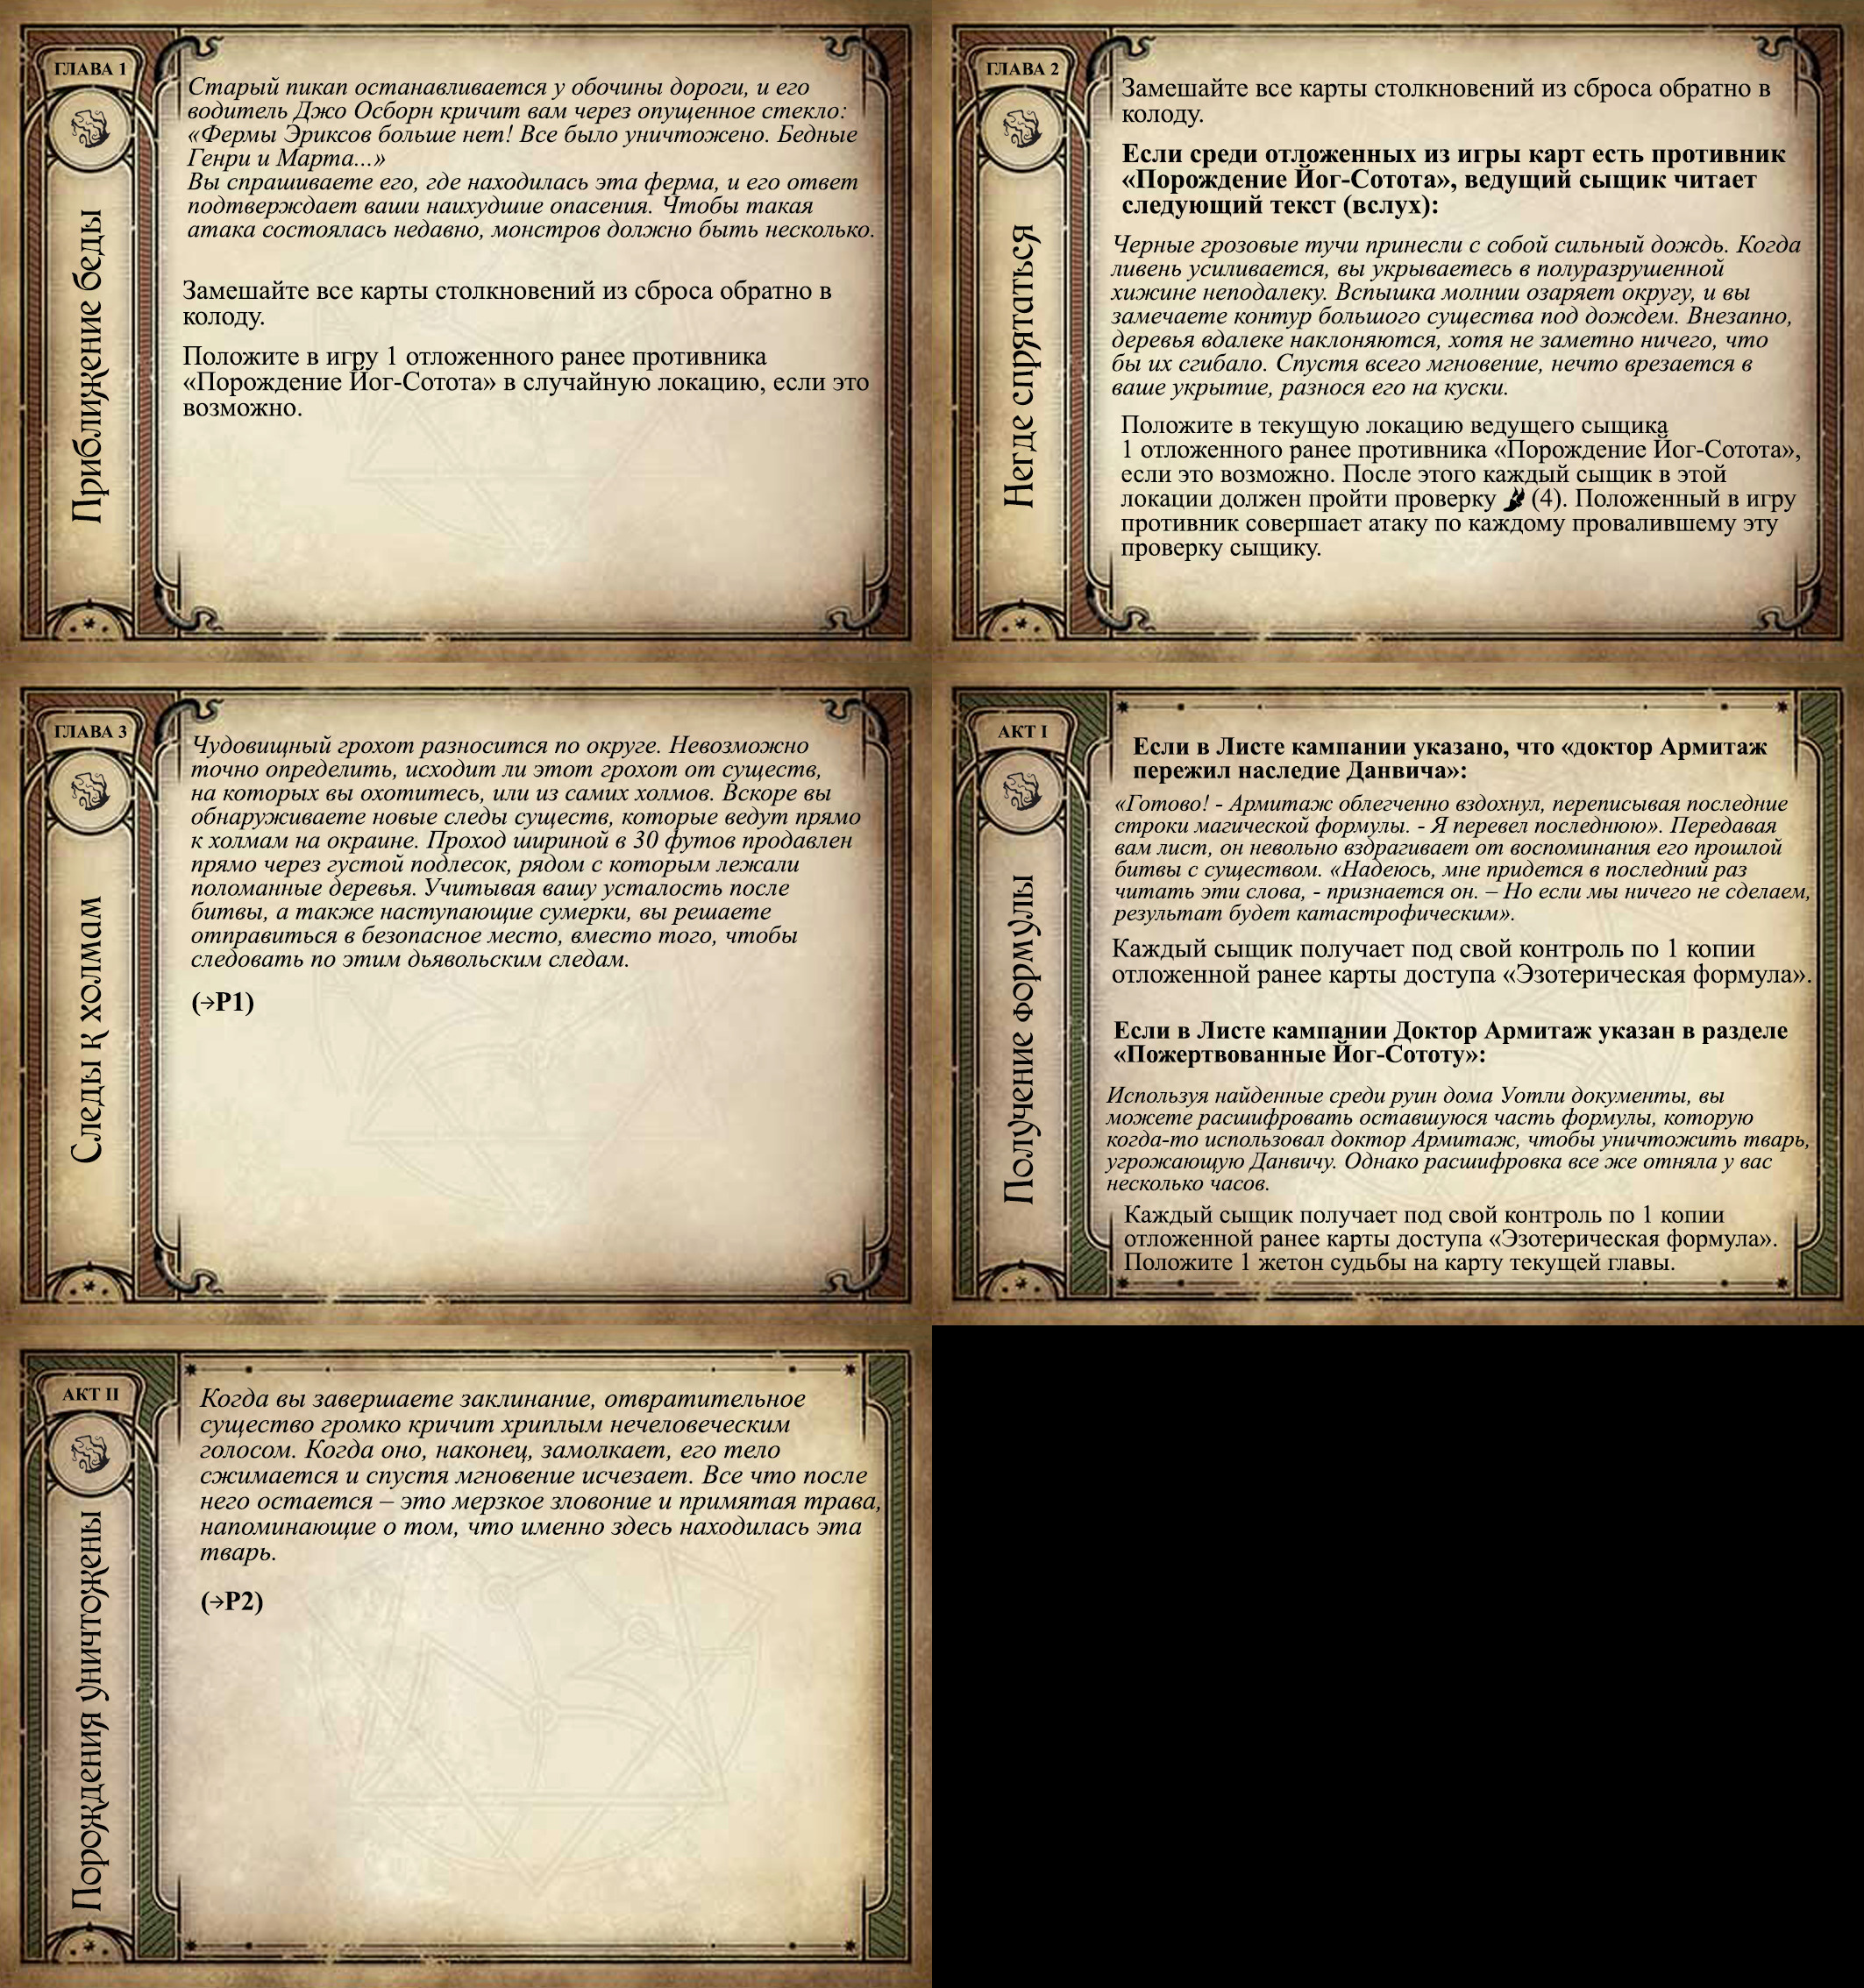 ГЛАВА 1
Приближение беды
Старый пикап останавливается у обочины дороги, и его
водитель Джо Осборн кричит вам через опущенное стекло:
«Фермы Эриксов больше нет! Все было уничтожено. Бедные
Генри и Марта...»
Вы спрашиваете его, где находилась эта ферма, и его ответ
подтверждает ваши наихудшие опасения. Чтобы такая
атака состоялась недавно, монстров должно быть несколько.
Замешайте все карты столкновений из сброса обратно в
колоду.
Положите в игру 1 отложенного ранее противника
«Порождение Йог-Сотота» в случайную локацию, если это
возможно.
ГЛАВА 2
Негде спрятаться
Замешайте все карты столкновений из сброса обратно в
колоду.
Если среди отложенных из игры карт есть противник
«Порождение Йог-Сотота», ведущий сыщик читает
следующий текст (вслух):
Черные грозовые тучи принесли с собой сильный дождь. Когда
ливень усиливается, вы укрываетесь в полуразрушенной
хижине неподалеку. Вспышка молнии озаряет округу, и вы
замечаете контур большого существа под дождем. Внезапно,
деревья вдалеке наклоняются, хотя не заметно ничего, что
бы их сгибало. Спустя всего мгновение, нечто врезается в
ваше укрытие, разнося его на куски.
Положите в текущую локацию ведущего сыщика
1 отложенного ранее противника «Порождение Йог-Сотота»,
если это возможно. После этого каждый сыщик в этой
локации должен пройти проверку (4). Положенный в игру
противник совершает атаку по каждому провалившему эту
проверку сыщику.
ГЛАВА 3
Следы к холмам
Чудовищный грохот разносится по округе. Невозможно
точно определить, исходит ли этот грохот от существ,
на которых вы охотитесь, или из самих холмов. Вскоре вы
обнаруживаете новые следы существ, которые ведут прямо
к холмам на окраине. Проход шириной в 30 футов продавлен
прямо через густой подлесок, рядом с которым лежали
поломанные деревья. Учитывая вашу усталость после
битвы, а также наступающие сумерки, вы решаете
отправиться в безопасное место, вместо того, чтобы
следовать по этим дьявольским следам.
(→Р1)
АКТ I
Получение формулы
Если в Листе кампании указано, что «доктор Армитаж
пережил наследие Данвича»:
«Готово! - Армитаж облегченно вздохнул, переписывая последние
строки магической формулы. - Я перевел последнюю». Передавая
вам лист, он невольно вздрагивает от воспоминания его прошлой
битвы с существом. «Надеюсь, мне придется в последний раз
читать эти слова, - признается он. – Но если мы ничего не сделаем,
результат будет катастрофическим».
Каждый сыщик получает под свой контроль по 1 копии
отложенной ранее карты доступа «Эзотерическая формула».
Если в Листе кампании Доктор Армитаж указан в разделе
«Пожертвованные Йог-Сототу»:
Используя найденные среди руин дома Уотли документы, вы
можете расшифровать оставшуюся часть формулы, которую
когда-то использовал доктор Армитаж, чтобы уничтожить тварь,
угрожающую Данвичу. Однако расшифровка все же отняла у вас
несколько часов.
Каждый сыщик получает под свой контроль по 1 копии
отложенной ранее карты доступа «Эзотерическая формула».
Положите 1 жетон судьбы на карту текущей главы.
АКТ II
Порождения уничтожены
Когда вы завершаете заклинание, отвратительное
существо громко кричит хриплым нечеловеческим
голосом. Когда оно, наконец, замолкает, его тело
сжимается и спустя мгновение исчезает. Все что после
него остается – это мерзкое зловоние и примятая трава,
напоминающие о том, что именно здесь находилась эта
тварь.
(→Р2)